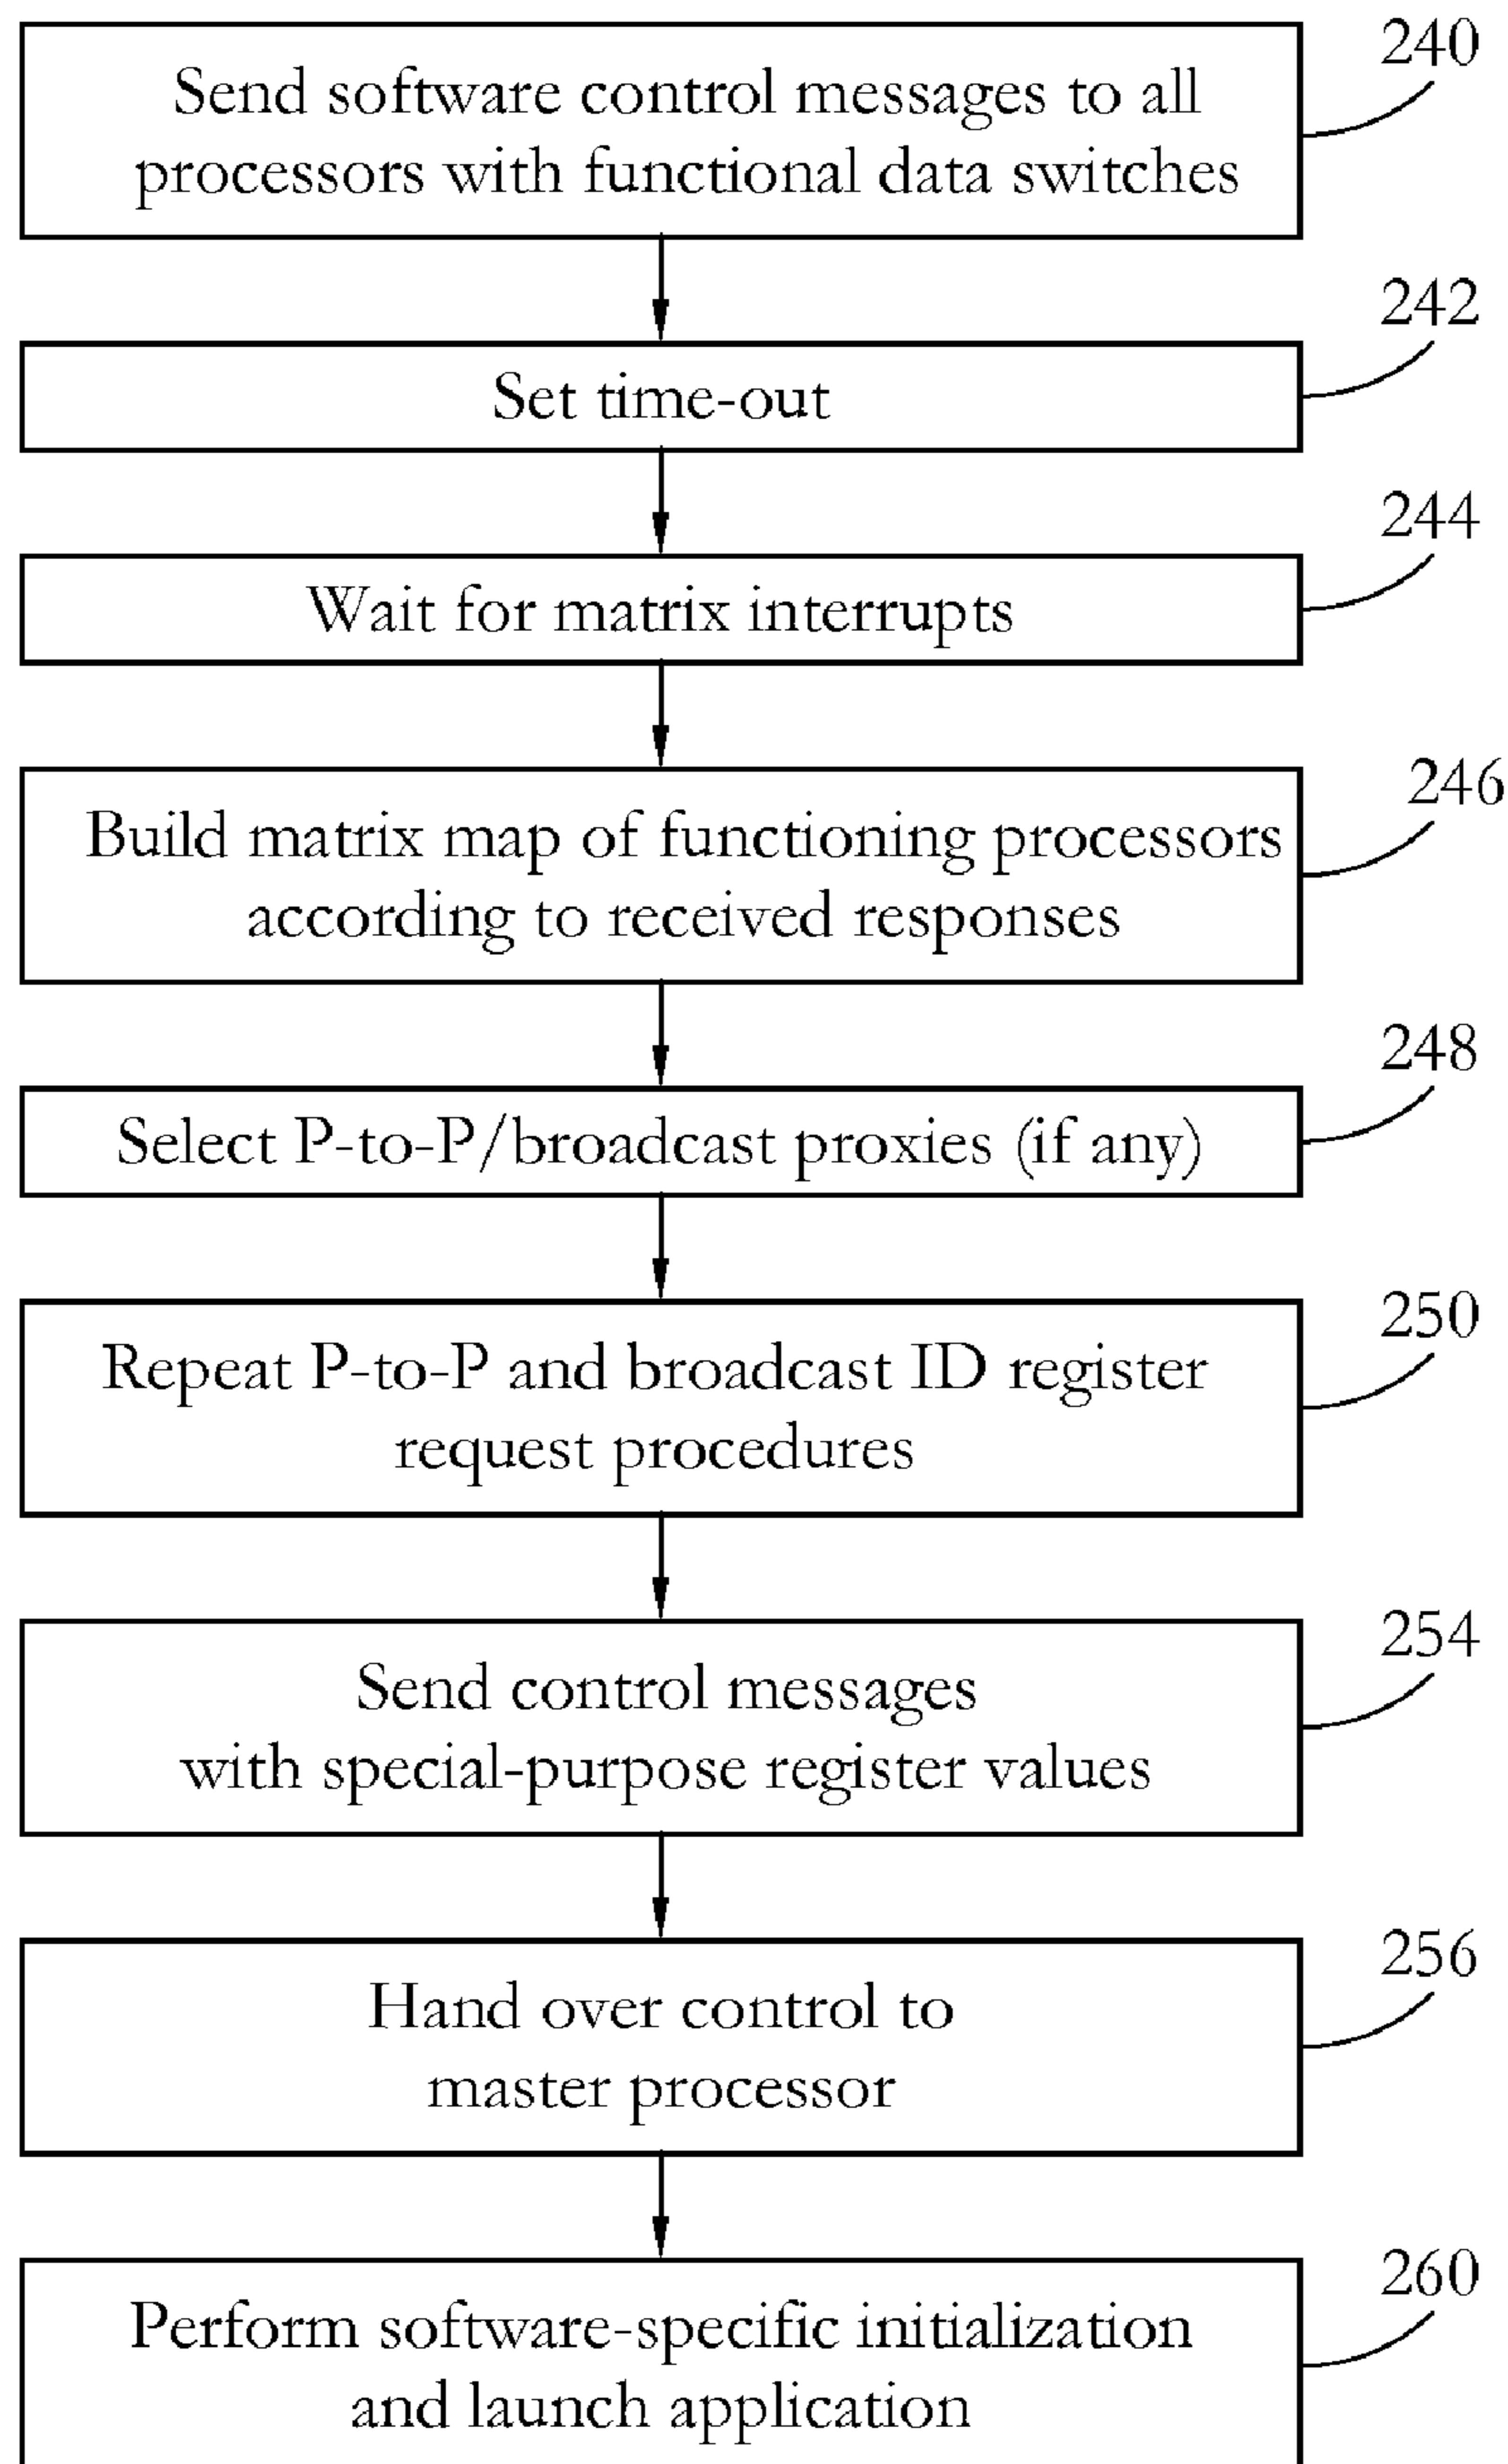 240
Send software control messages to all
processors with functional data switches
242
Set time-out
244
Wait for matrix interrupts
246
Build matrix map of functioning processors
according to received responses
248
Select P-to-P/broadcast proxies (if any)
250
Repeat P-to-P and broadcast ID register
request procedures
254
Send control messages
with special-purpose register values
256
Hand over control to
master processor
260
Perform software-specific initialization
and launch application